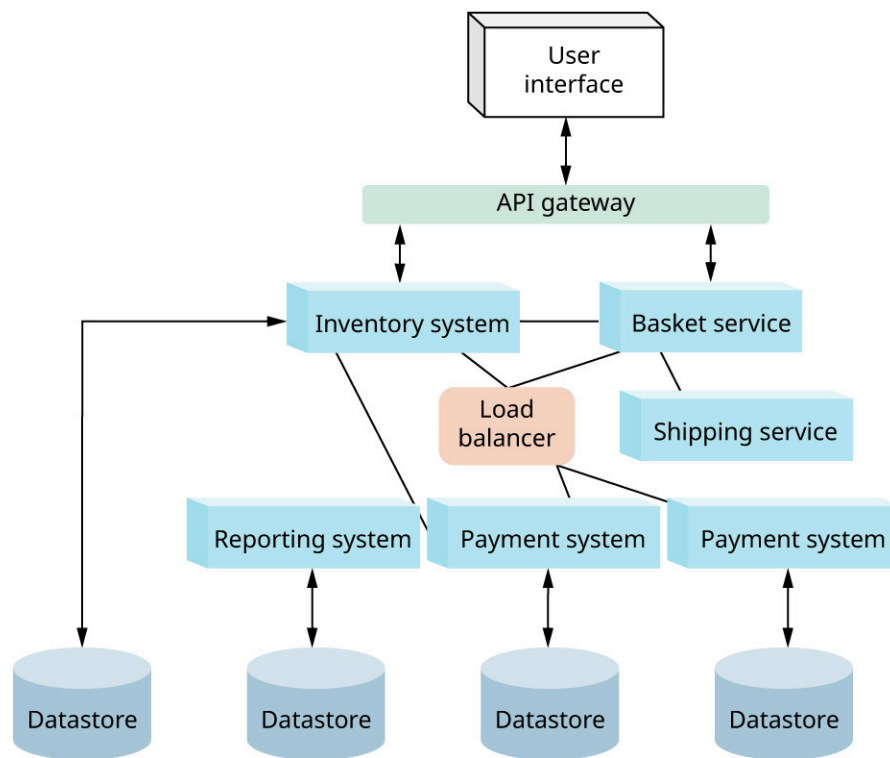 User
interface
API gateway
Inventory system
Basket service
Load
balancer
Shipping service
Reporting system
Payment system
Payment system
Datastore
Datastore
Datastore
Datastore